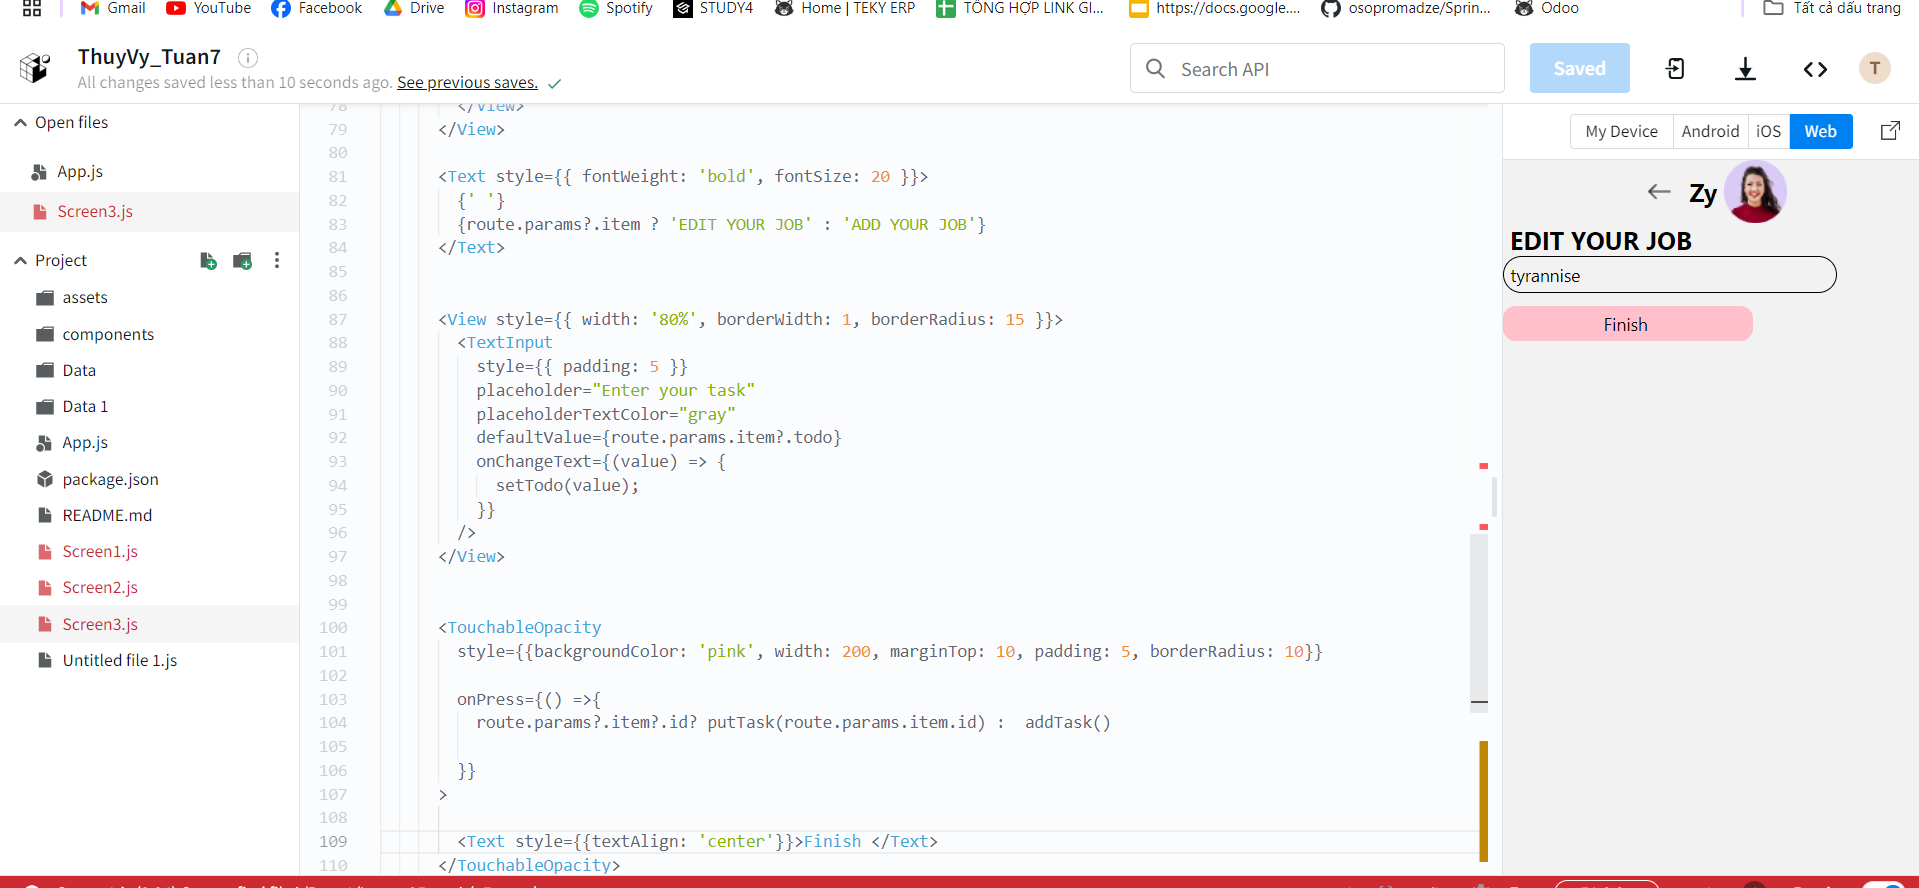 Gmail YouTube Facebook Drive Instagram Spotify STUDY4 Home | TEKY ERP TỔNG HỢP LINK GI... https://docs.google.... osopromadze/Sprin... Odoo Tất cả dấu trang
ThuyVy_Tuan7
All changes saved less than 10 seconds ago. See previous saves.
Search API
Saved
T
Open files
App.js
Screen3.js
Project
assets
components
Data
Data 1
App.js
package.json
README.md
Screen1.js
Screen2.js
Screen3.js
Untitled file 1.js
78 </View>
79 </View>
80
81 <Text style={{ fontWeight: 'bold', fontSize: 20 }}>
82 {' '}
83 {route.params?.item ? 'EDIT YOUR JOB' : 'ADD YOUR JOB'}
84 </Text>
85
86
87 <View style={{ width: '80%', borderWidth: 1, borderRadius: 15 }}>
88 <TextInput
89 style={{ padding: 5 }}
90 placeholder="Enter your task"
91 placeholderTextColor="gray"
92 defaultValue={route.params.item?.todo}
93 onChangeText={(value) => {
94 setTodo(value);
95 }}
96 />
97 </View>
98
99
100 <TouchableOpacity
101 style={{backgroundColor: 'pink', width: 200, marginTop: 10, padding: 5, borderRadius: 10}}
102
103 onPress={() =>{
104 route.params?.item?.id? putTask(route.params.item.id) :  addTask()
105
106 }}
107 >
108
109 <Text style={{textAlign: 'center'}}>Finish </Text>
110 </TouchableOpacity>
My Device Android iOS Web
Zy
EDIT YOUR JOB
tyrannise
Finish